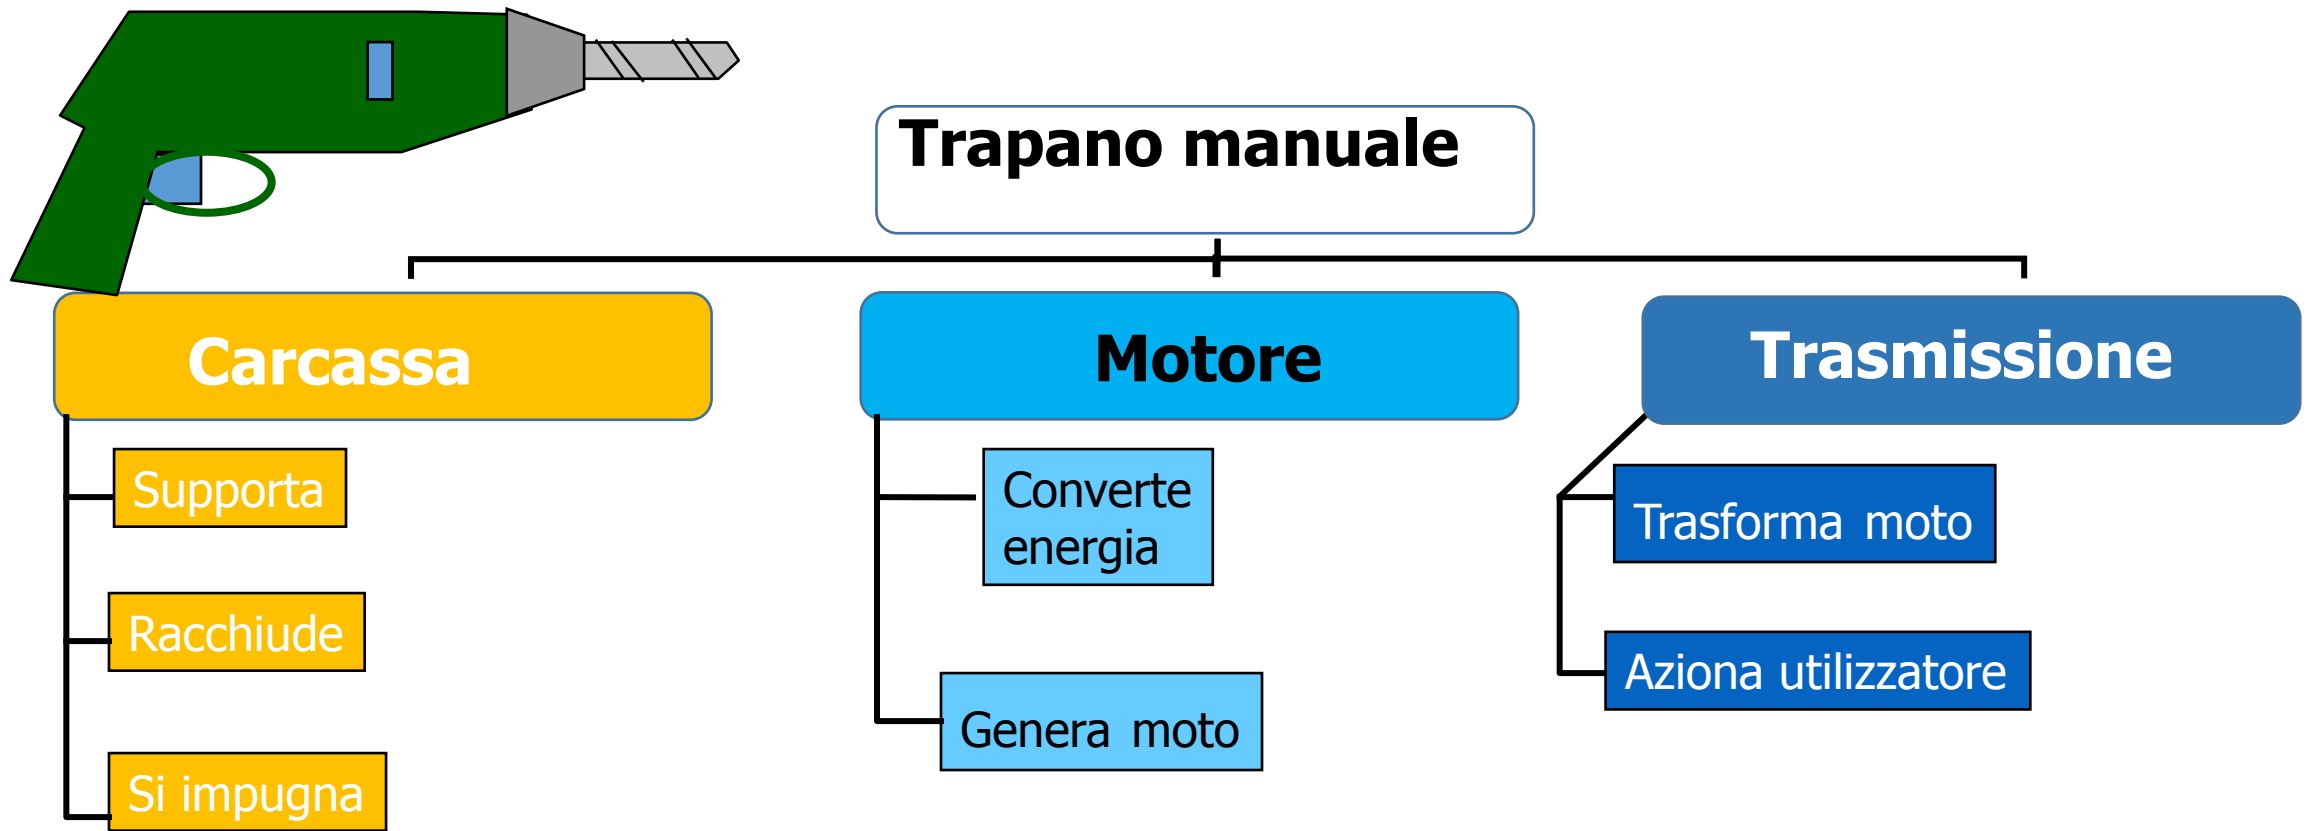 Trapano manuale
Carcassa
Supporta
Racchiude
Si impugna
Motore
Converte
energia
Genera moto
Trasmissione
Trasforma moto
Aziona utilizzatore